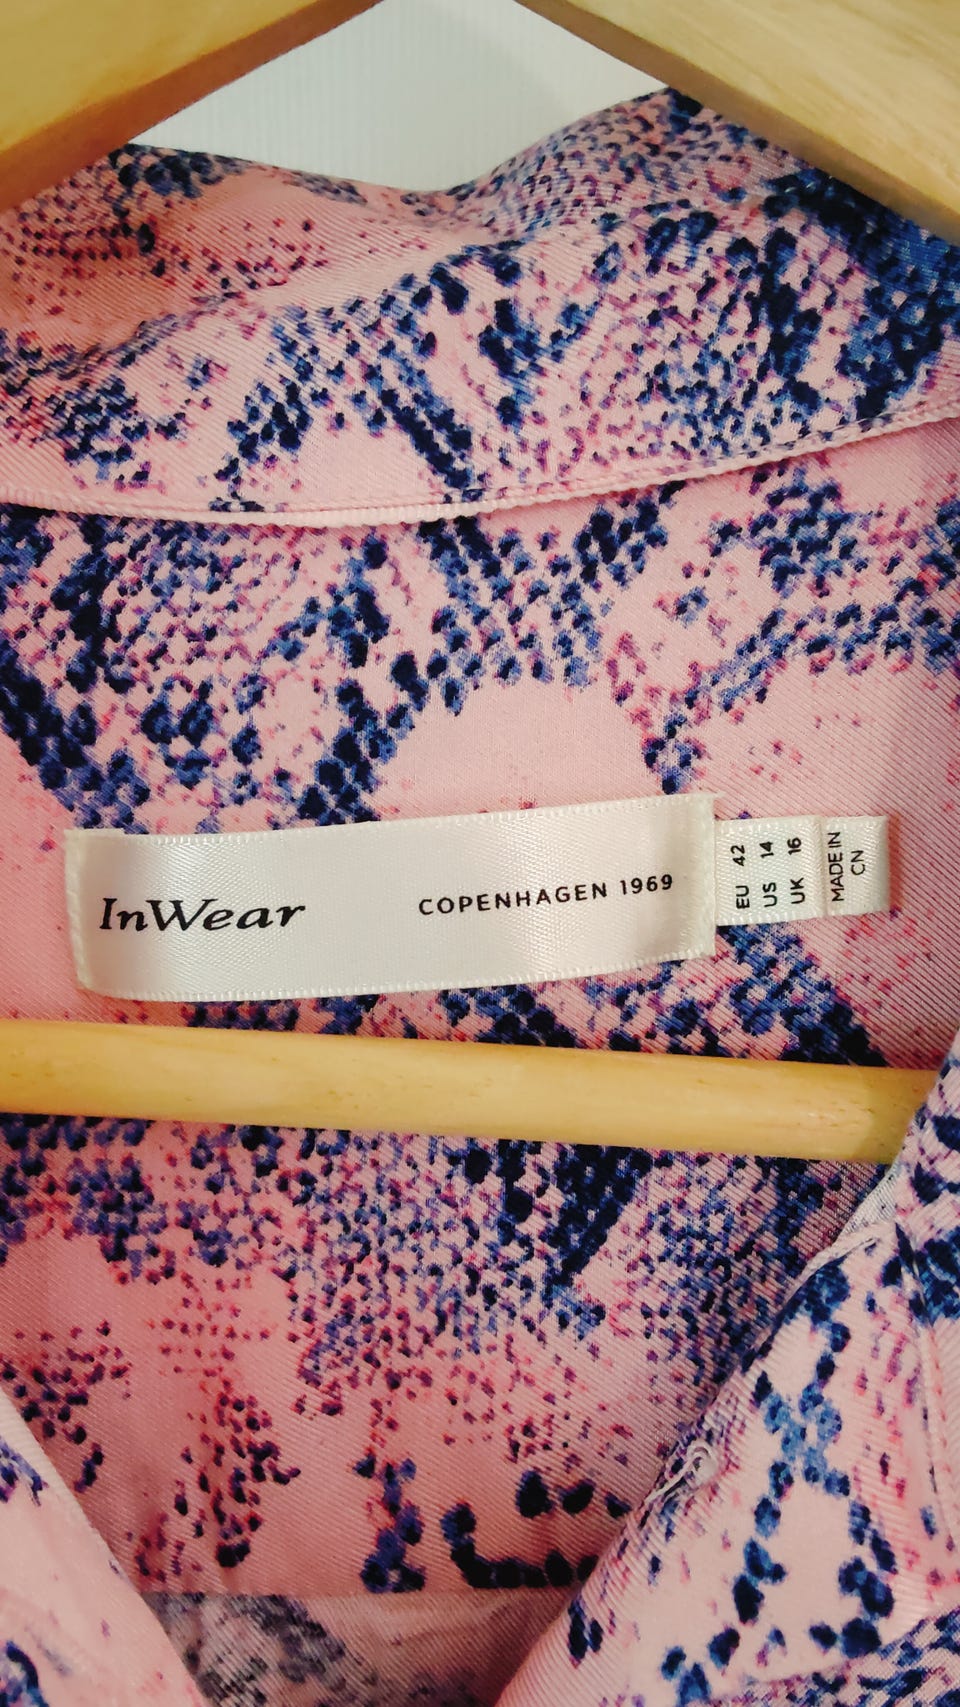 InWear COPENHAGEN 1969
EU 42
US 14
UK 16
MADE IN
CN